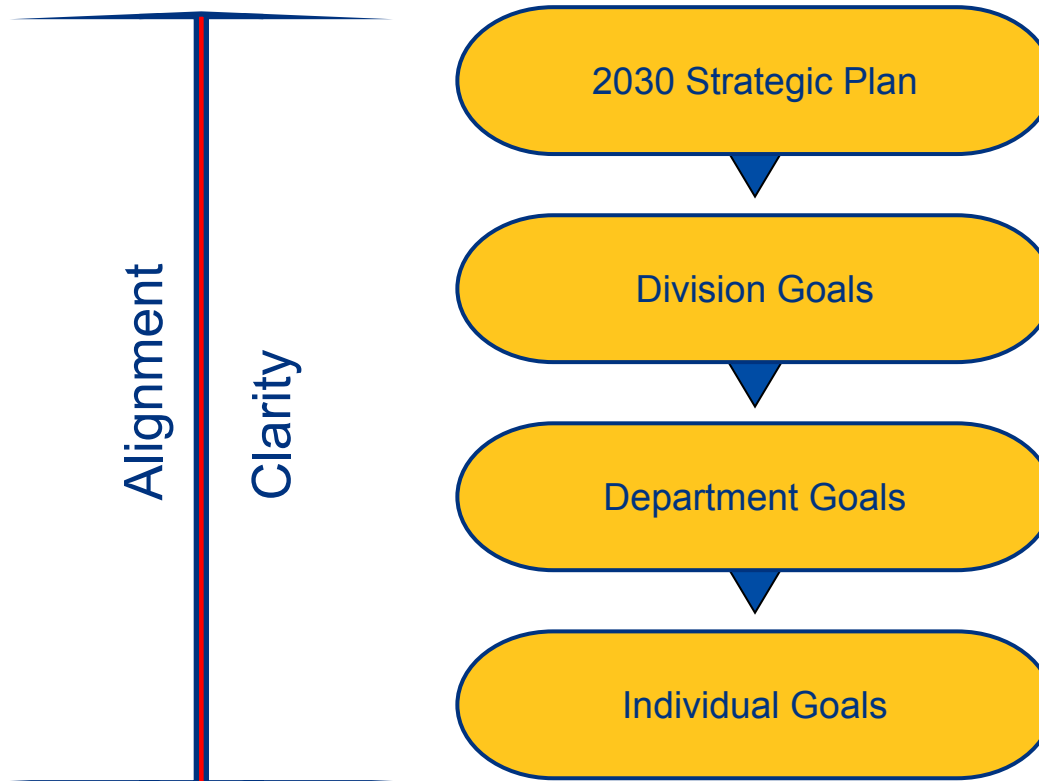 Alignment
Clarity
2030 Strategic Plan
Division Goals
Department Goals
Individual Goals